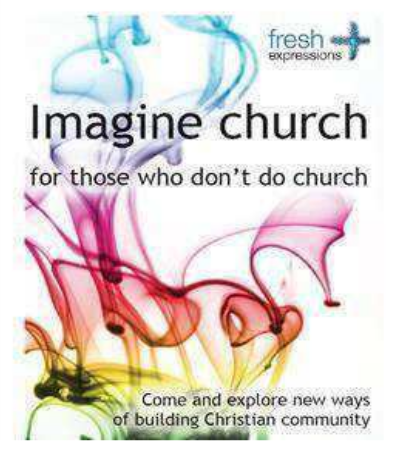 fresh
expressions
Imagine church
for those who don't do church
Come and explore new ways
of building Christian community